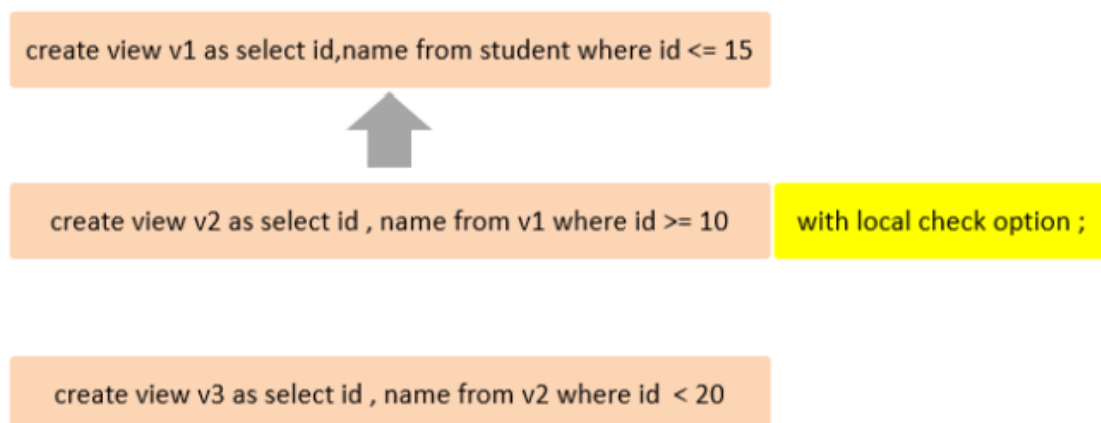 create view v1 as select id,name from student where id <= 15
create view v2 as select id , name from v1 where id >= 10 with local check option ;
create view v3 as select id , name from v2 where id < 20